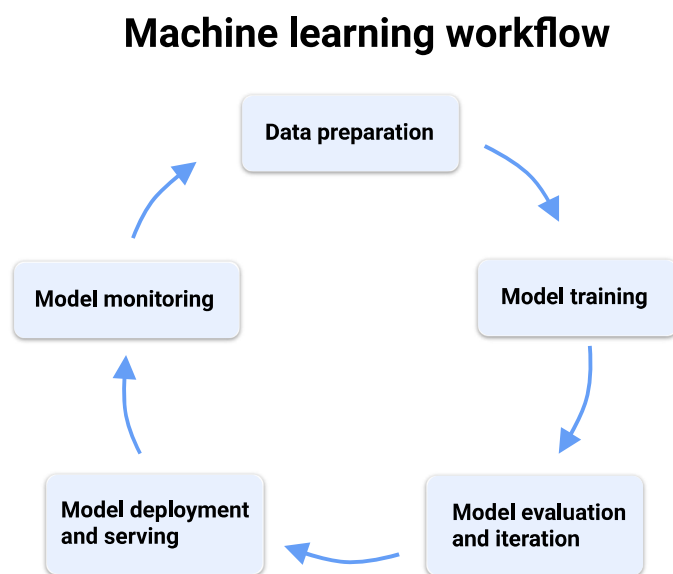 Machine learning workflow
Data preparation
Model training
Model evaluation
and iteration
Model deployment
and serving
Model monitoring